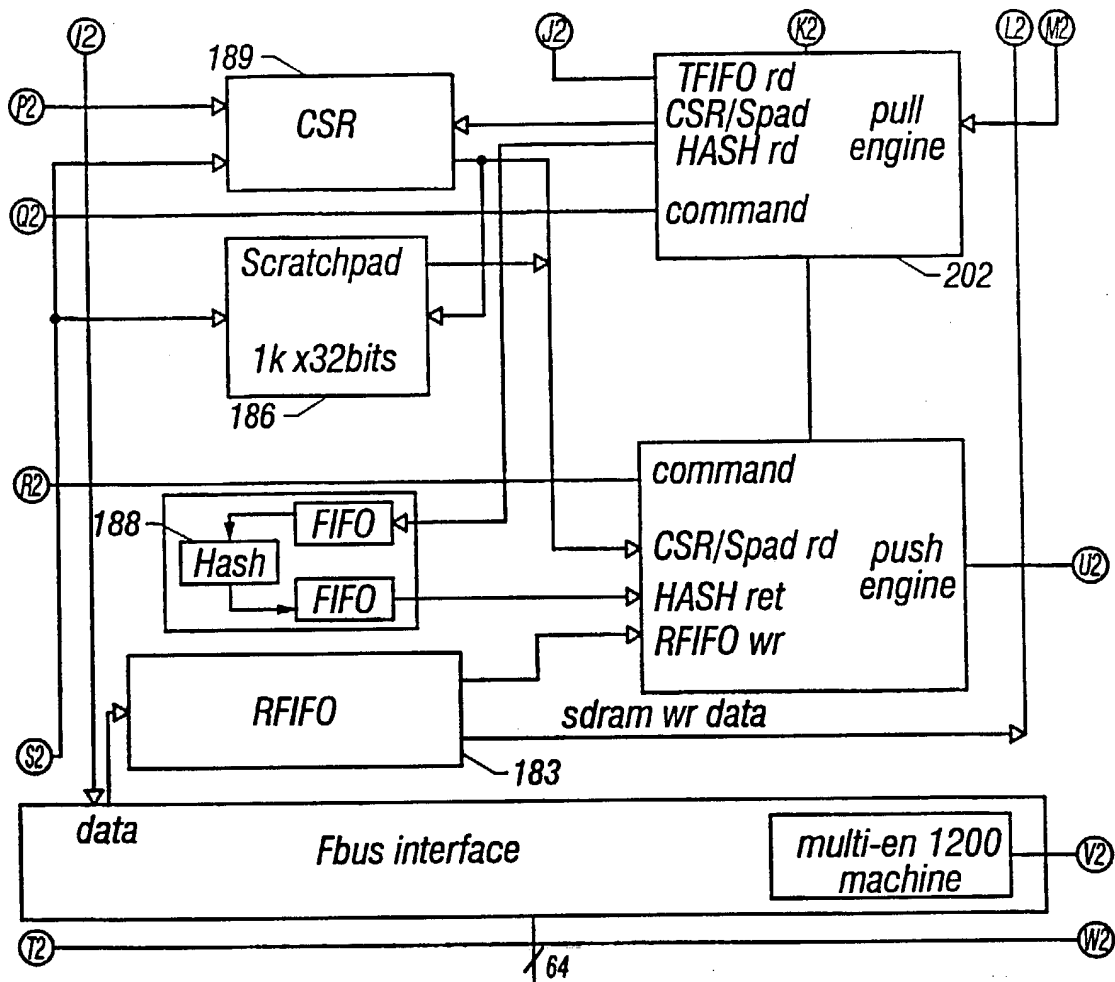 I2
J2
K2
L2
M2
189
P2
CSR
TFIFO rd
CSR/Spad
HASH rd
pull
engine
Q2
command
202
Scratchpad
1k x32bits
186
R2
command
188
FIFO
Hash
FIFO
CSR/Spad rd
HASH ret
RFIFO wr
push
engine
U2
RFIFO
sdram wr data
S2
183
data
Fbus interface
multi-en 1200
machine
V2
T2
W2
64